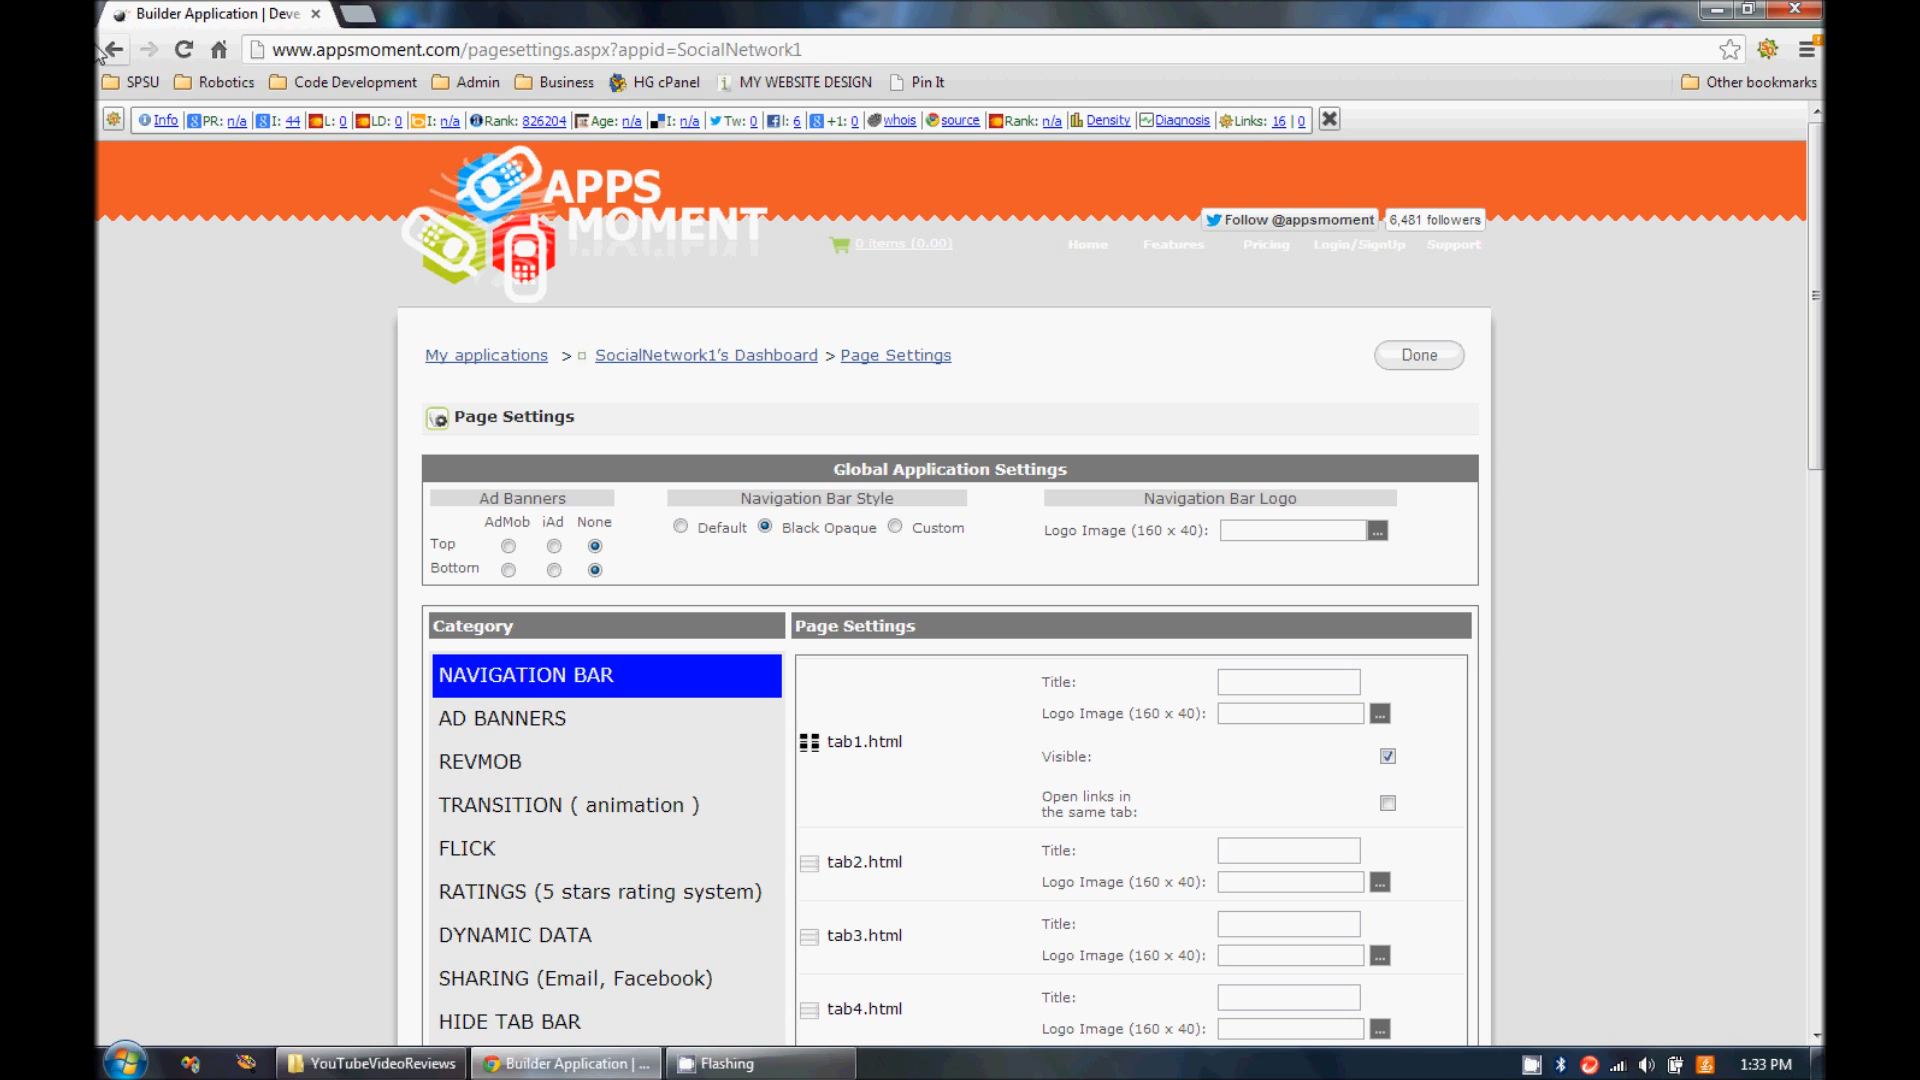 Builder Application | Deve
www.appsmoment.com/pagesettings.aspx?appid=SocialNetwork1
SPSU Robotics Code Development Admin Business HG cPanel MY WEBSITE DESIGN Pin It Other bookmarks
Info PR: n/a I: 44 L: 0 LD: 0 I: n/a Rank: 826204 Age: n/a I: n/a Tw: 0 l: 6 +1: 0 whois source Rank: n/a Density Diagnosis Links: 16 | 0
APPS
MOMENT
Follow @appsmoment 6,481 followers
0 items (0.00) Home Features Pricing Login/SignUp Support
My applications > SocialNetwork1's Dashboard > Page Settings Done
Page Settings
Global Application Settings
Ad Banners Navigation Bar Style Navigation Bar Logo
AdMob iAd None
Default Black Opaque Custom Logo Image (160 x 40): ...
Top
Bottom
Category Page Settings
NAVIGATION BAR
AD BANNERS
REVMOB
TRANSITION ( animation )
FLICK
RATINGS (5 stars rating system)
DYNAMIC DATA
SHARING (Email, Facebook)
HIDE TAB BAR
tab1.html
Title:
Logo Image (160 x 40): ...
Visible:
Open links in
the same tab:
tab2.html
Title:
Logo Image (160 x 40): ...
tab3.html
Title:
Logo Image (160 x 40): ...
tab4.html
Title:
Logo Image (160 x 40): ...
YouTubeVideoReviews Builder Application | ... Flashing 1:33 PM